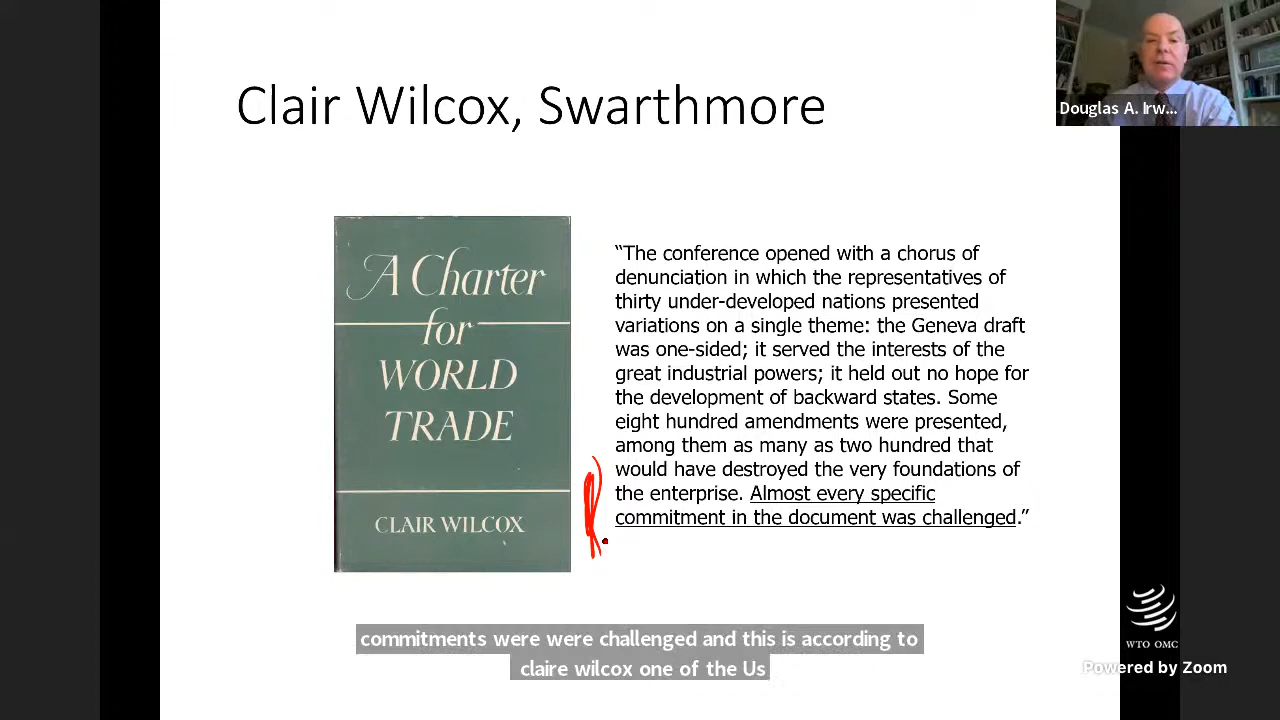 Clair Wilcox, Swarthmore
Douglas A. Irw...
A Charter
for
WORLD
TRADE
CLAIR WILCOX
“The conference opened with a chorus of
denunciation in which the representatives of
thirty under-developed nations presented
variations on a single theme: the Geneva draft
was one-sided; it served the interests of the
great industrial powers; it held out no hope for
the development of backward states. Some
eight hundred amendments were presented,
among them as many as two hundred that
would have destroyed the very foundations of
the enterprise. Almost every specific
commitment in the document was challenged.”
commitments were were challenged and this is according to
claire wilcox one of the Us
WTO OMC
Powered by Zoom